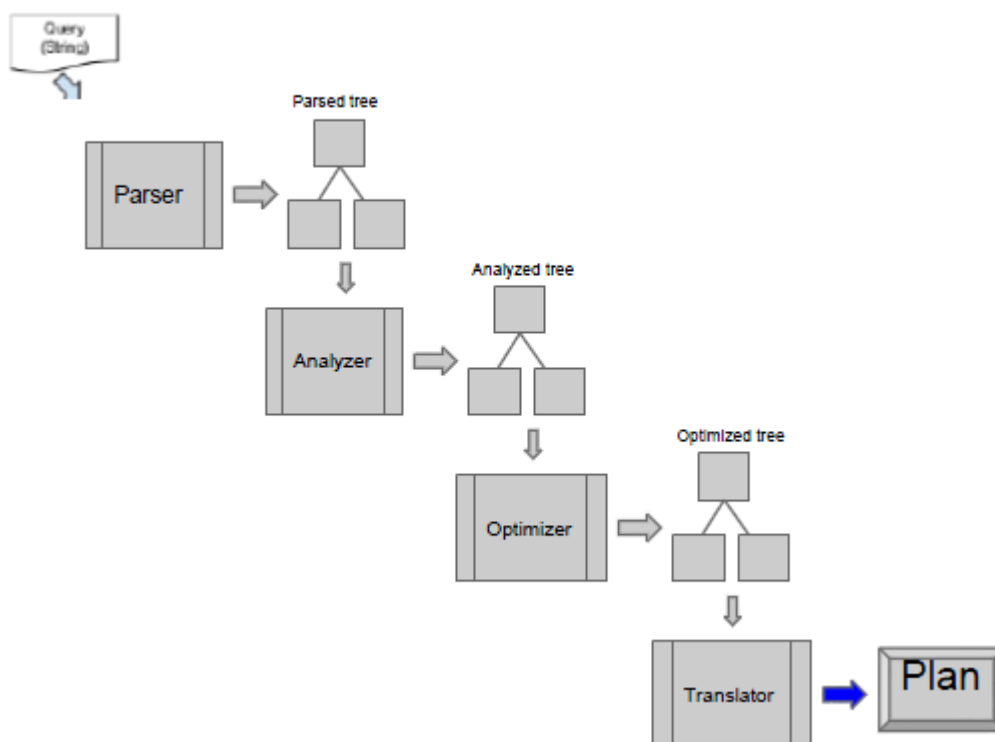 Query
(String)
Parsed tree
Parser
Analyzed tree
Analyzer
Optimized tree
Optimizer
Translator
Plan